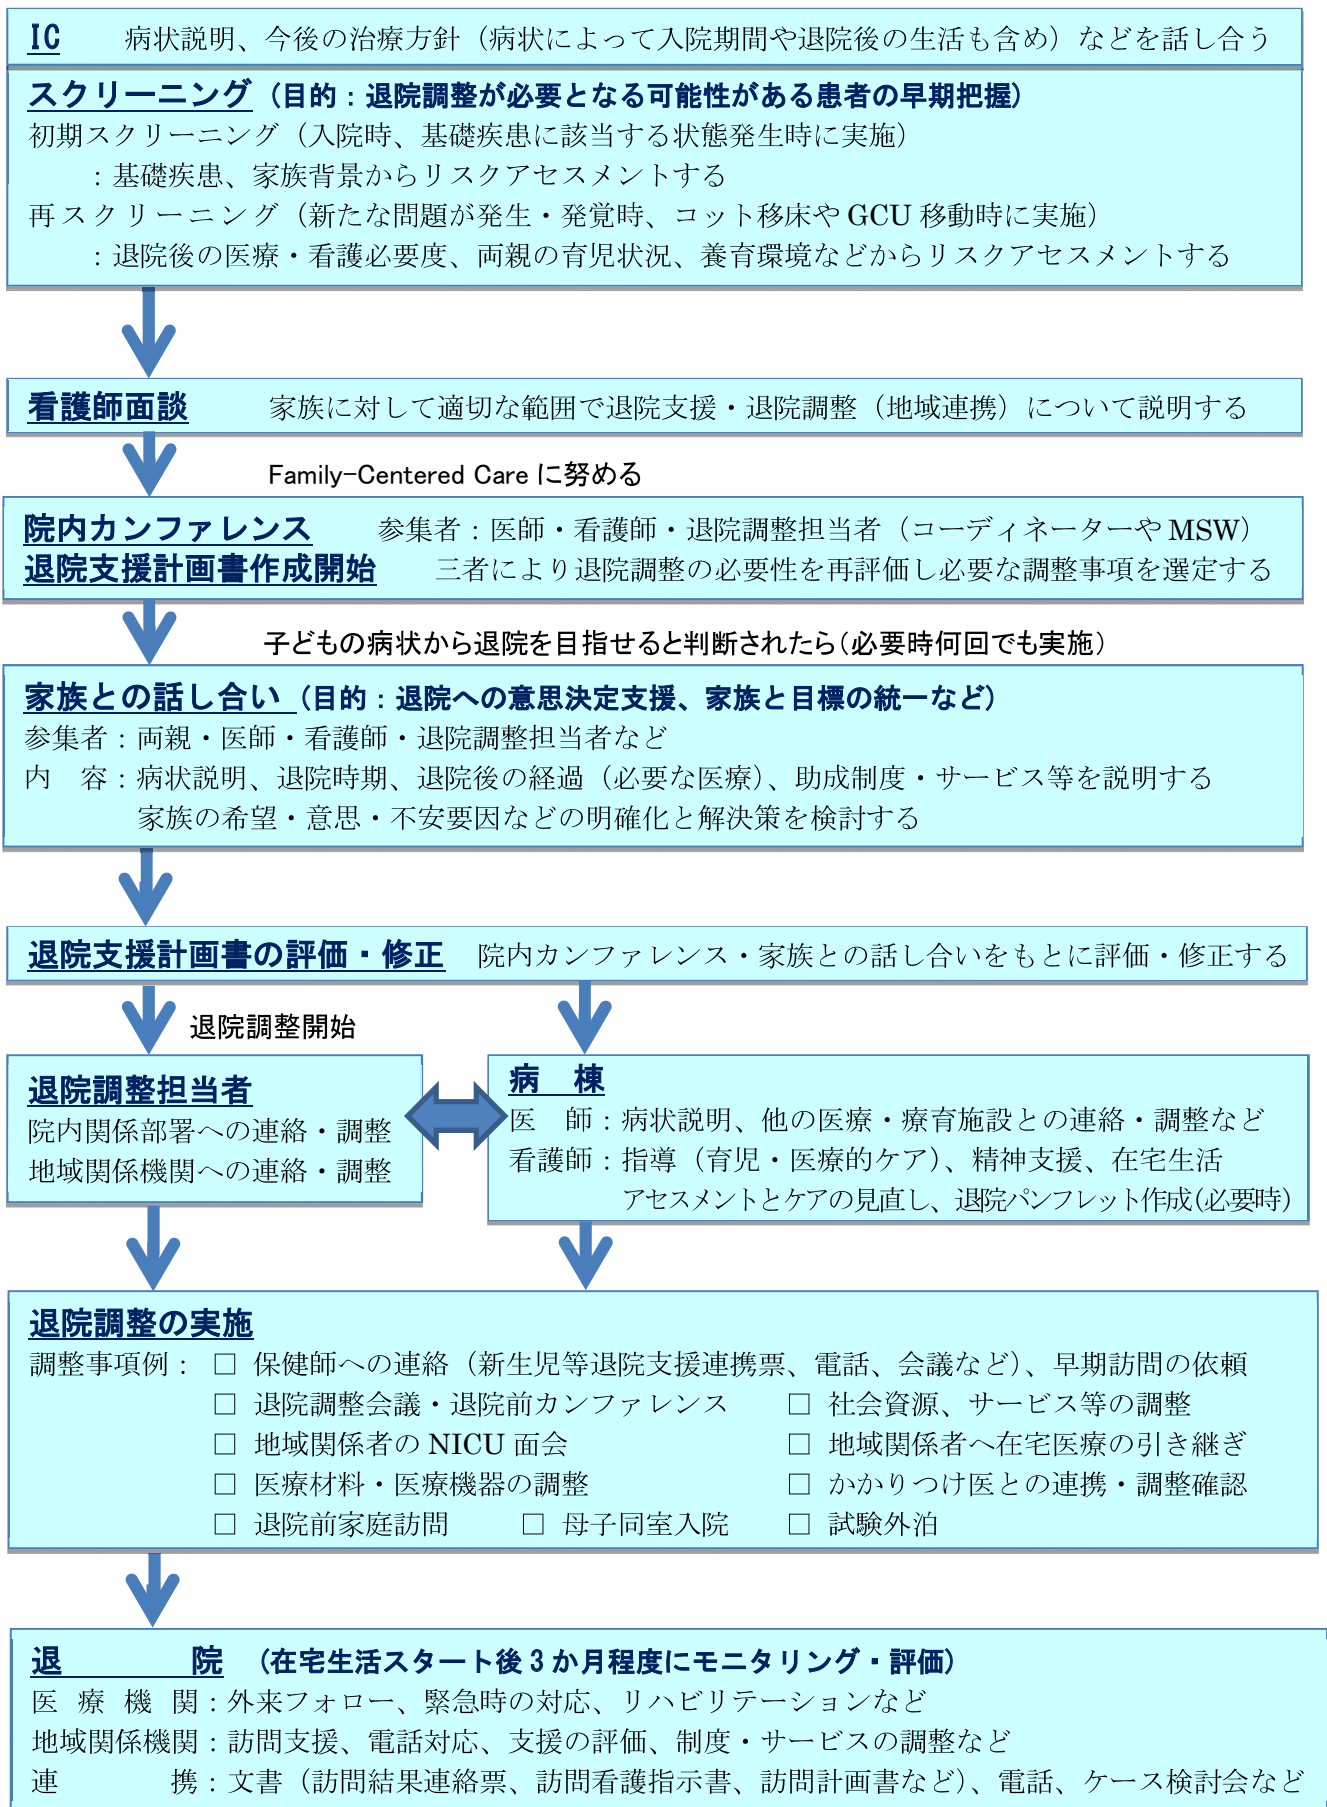 IC　　病状説明、今後の治療方針（病状によって入院期間や退院後の生活も含め）などを話し合う
スクリーニング（目的：退院調整が必要となる可能性がある患者の早期把握）
初期スクリーニング（入院時、基礎疾患に該当する状態発生時に実施）
：基礎疾患、家族背景からリスクアセスメントする
再スクリーニング（新たな問題が発生・発覚時、コット移床や GCU 移動時に実施）
：退院後の医療・看護必要度、両親の育児状況、養育環境などからリスクアセスメントする
看護師面談　　家族に対して適切な範囲で退院支援・退院調整（地域連携）について説明する
Family-Centered Care に努める
院内カンファレンス　　参集者：医師・看護師・退院調整担当者（コーディネーターや MSW）
退院支援計画書作成開始　　三者により退院調整の必要性を再評価し必要な調整事項を選定する
子どもの病状から退院を目指せると判断されたら（必要時何回でも実施）
家族との話し合い（目的：退院への意思決定支援、家族と目標の統一など）
参集者：両親・医師・看護師・退院調整担当者など
内　容：病状説明、退院時期、退院後の経過（必要な医療）、助成制度・サービス等を説明する
家族の希望・意思・不安要因などの明確化と解決策を検討する
退院支援計画書の評価・修正　院内カンファレンス・家族との話し合いをもとに評価・修正する
退院調整開始
退院調整担当者
院内関係部署への連絡・調整
地域関係機関への連絡・調整
病　棟
医　師：病状説明、他の医療・療育施設との連絡・調整など
看護師：指導（育児・医療的ケア）、精神支援、在宅生活
アセスメントとケアの見直し、退院パンフレット作成（必要時）
退院調整の実施
調整事項例：　□ 保健師への連絡（新生児等退院支援連携票、電話、会議など）、早期訪問の依頼
□ 退院調整会議・退院前カンファレンス　　□ 社会資源、サービス等の調整
□ 地域関係者の NICU 面会　　□ 地域関係者へ在宅医療の引き継ぎ
□ 医療材料・医療機器の調整　　□ かかりつけ医との連携・調整確認
□ 退院前家庭訪問　　□ 母子同室入院　　□ 試験外泊
退　　　　院　（在宅生活スタート後 3 か月程度にモニタリング・評価）
医 療 機 関：外来フォロー、緊急時の対応、リハビリテーションなど
地域関係機関：訪問支援、電話対応、支援の評価、制度・サービスの調整など
連　　　　携：文書（訪問結果連絡票、訪問看護指示書、訪問計画書など）、電話、ケース検討会など